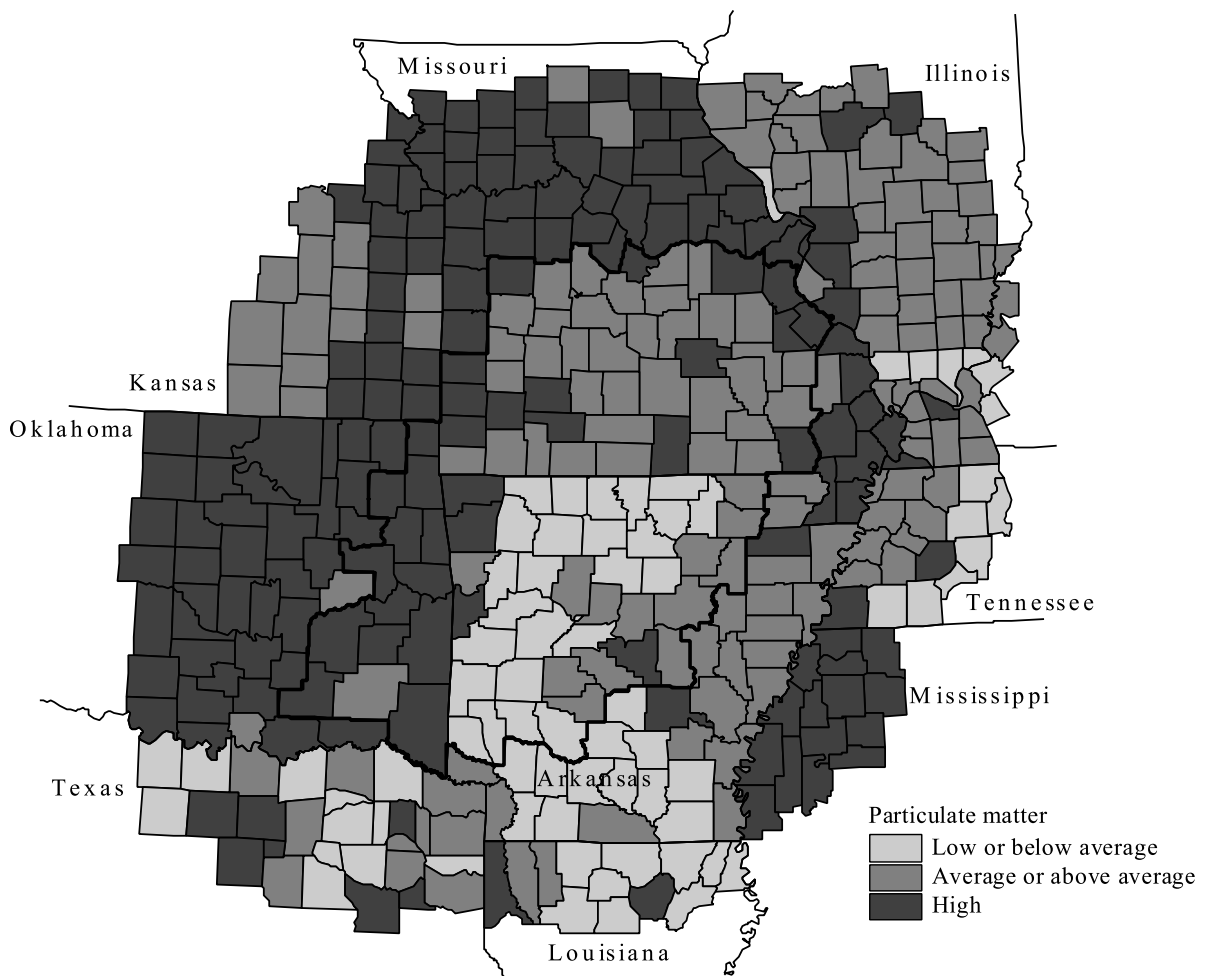 Missouri
Illinois
Kansas
Oklahoma
Tennessee
Mississippi
Arkansas
Texas
Particulate matter
Low or below average
Average or above average
High
Louisiana